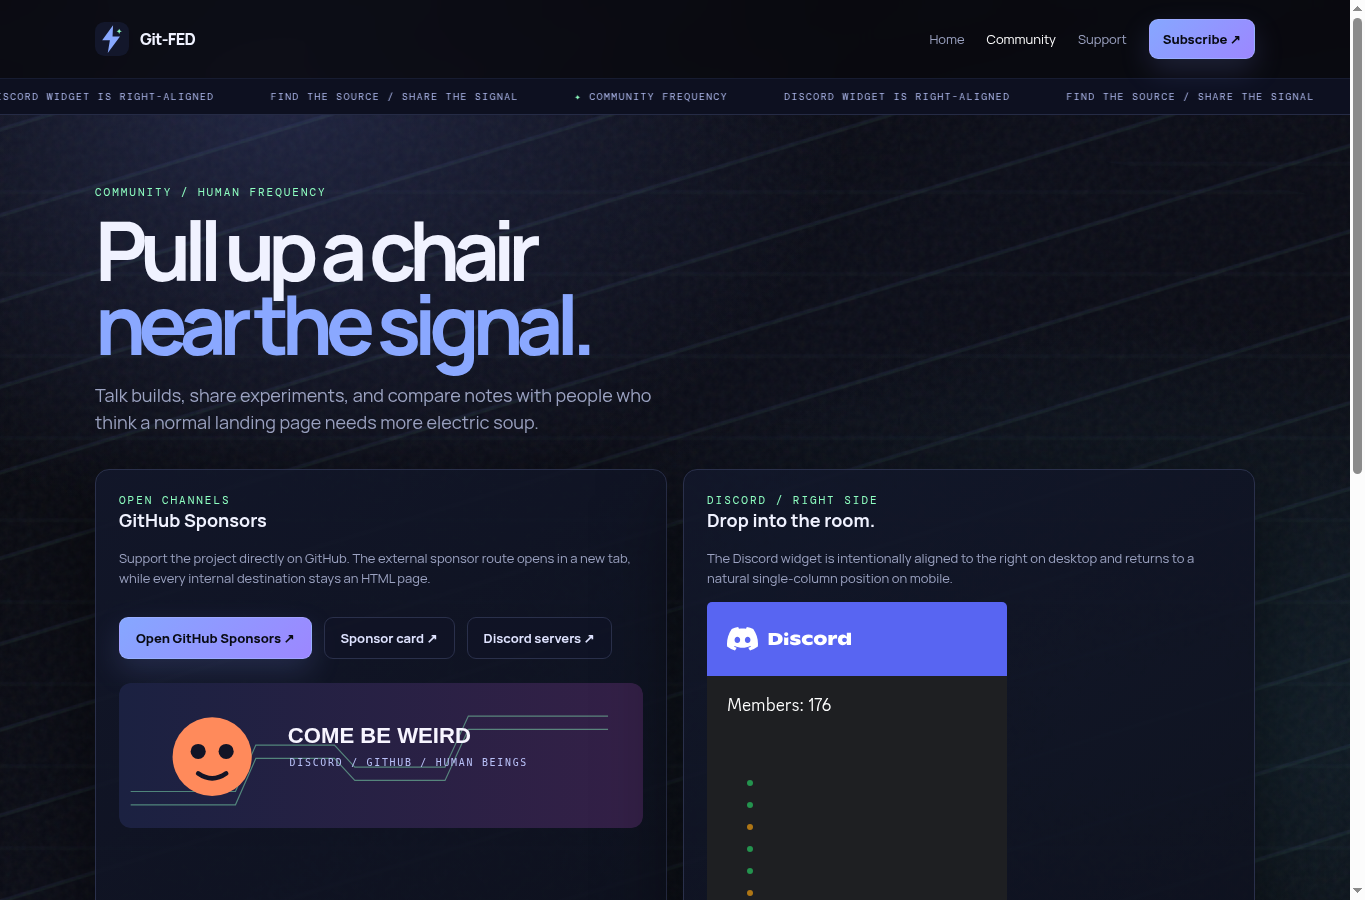 Git-FED
Home
Community
Support
Subscribe ↗
ISCORD WIDGET IS RIGHT-ALIGNED
FIND THE SOURCE / SHARE THE SIGNAL
✦ COMMUNITY FREQUENCY
DISCORD WIDGET IS RIGHT-ALIGNED
FIND THE SOURCE / SHARE THE SIGNAL
COMMUNITY / HUMAN FREQUENCY
Pull up a chair
near the signal.
Talk builds, share experiments, and compare notes with people who
think a normal landing page needs more electric soup.
OPEN CHANNELS
GitHub Sponsors
Support the project directly on GitHub. The external sponsor route opens in a new tab,
while every internal destination stays an HTML page.
Open GitHub Sponsors ↗
Sponsor card ↗
Discord servers ↗
COME BE WEIRD
DISCORD / GITHUB / HUMAN BEINGS
DISCORD / RIGHT SIDE
Drop into the room.
The Discord widget is intentionally aligned to the right on desktop and returns to a
natural single-column position on mobile.
Discord
Members: 176